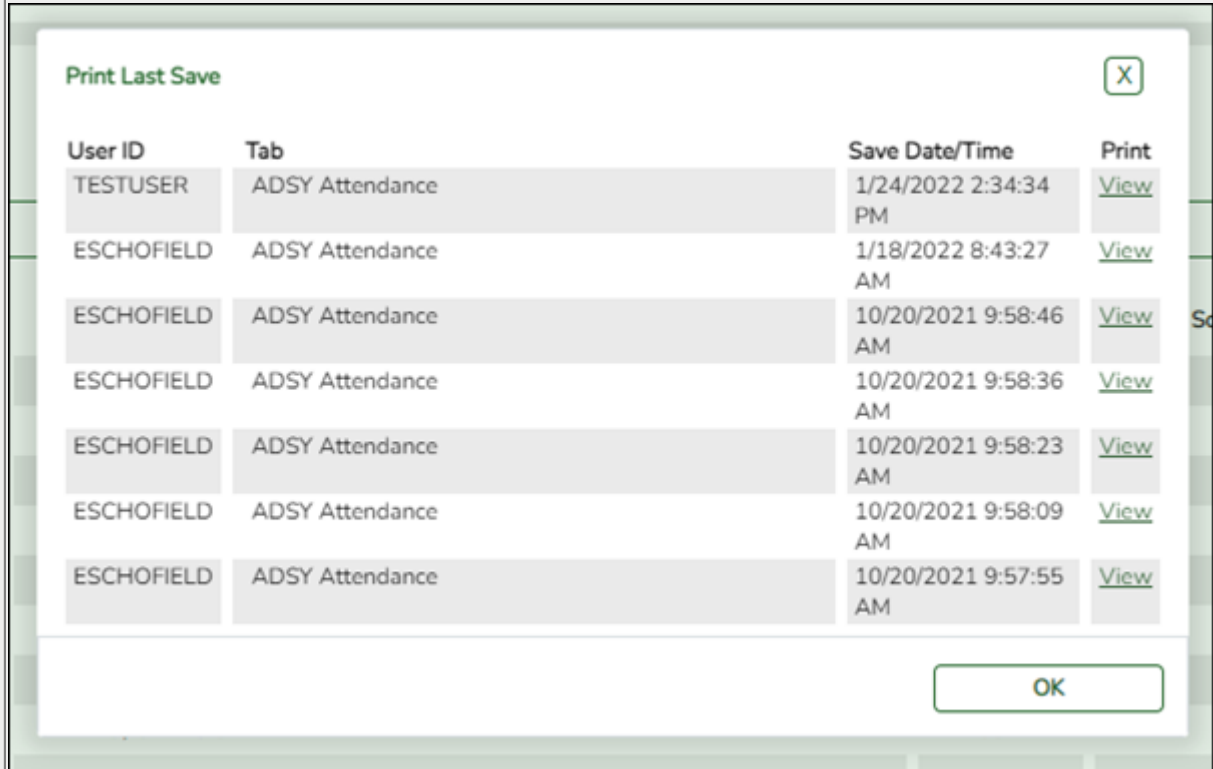 Print Last Save X
User ID Tab Save Date/Time Print
TESTUSER ADSY Attendance 1/24/2022 2:34:34 View
PM
ESCHOFIELD ADSY Attendance 1/18/2022 8:43:27 View
AM
ESCHOFIELD ADSY Attendance 10/20/2021 9:58:46 View
AM
ESCHOFIELD ADSY Attendance 10/20/2021 9:58:36 View
AM
ESCHOFIELD ADSY Attendance 10/20/2021 9:58:23 View
AM
ESCHOFIELD ADSY Attendance 10/20/2021 9:58:09 View
AM
ESCHOFIELD ADSY Attendance 10/20/2021 9:57:55 View
AM
OK